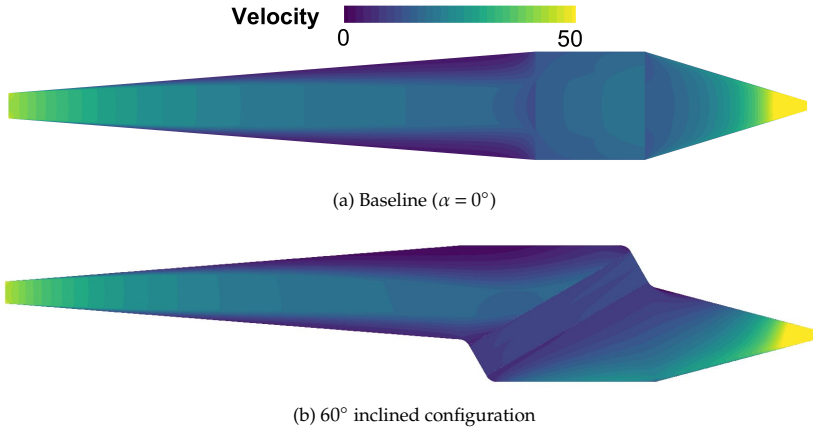 Velocity
0 50
(a) Baseline (α = 0°)
(b) 60° inclined configuration